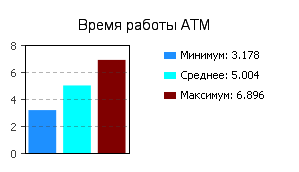 Время работы ATM
8
6
4
2
0
Минимум: 3.178
Среднее: 5.004
Максимум: 6.896